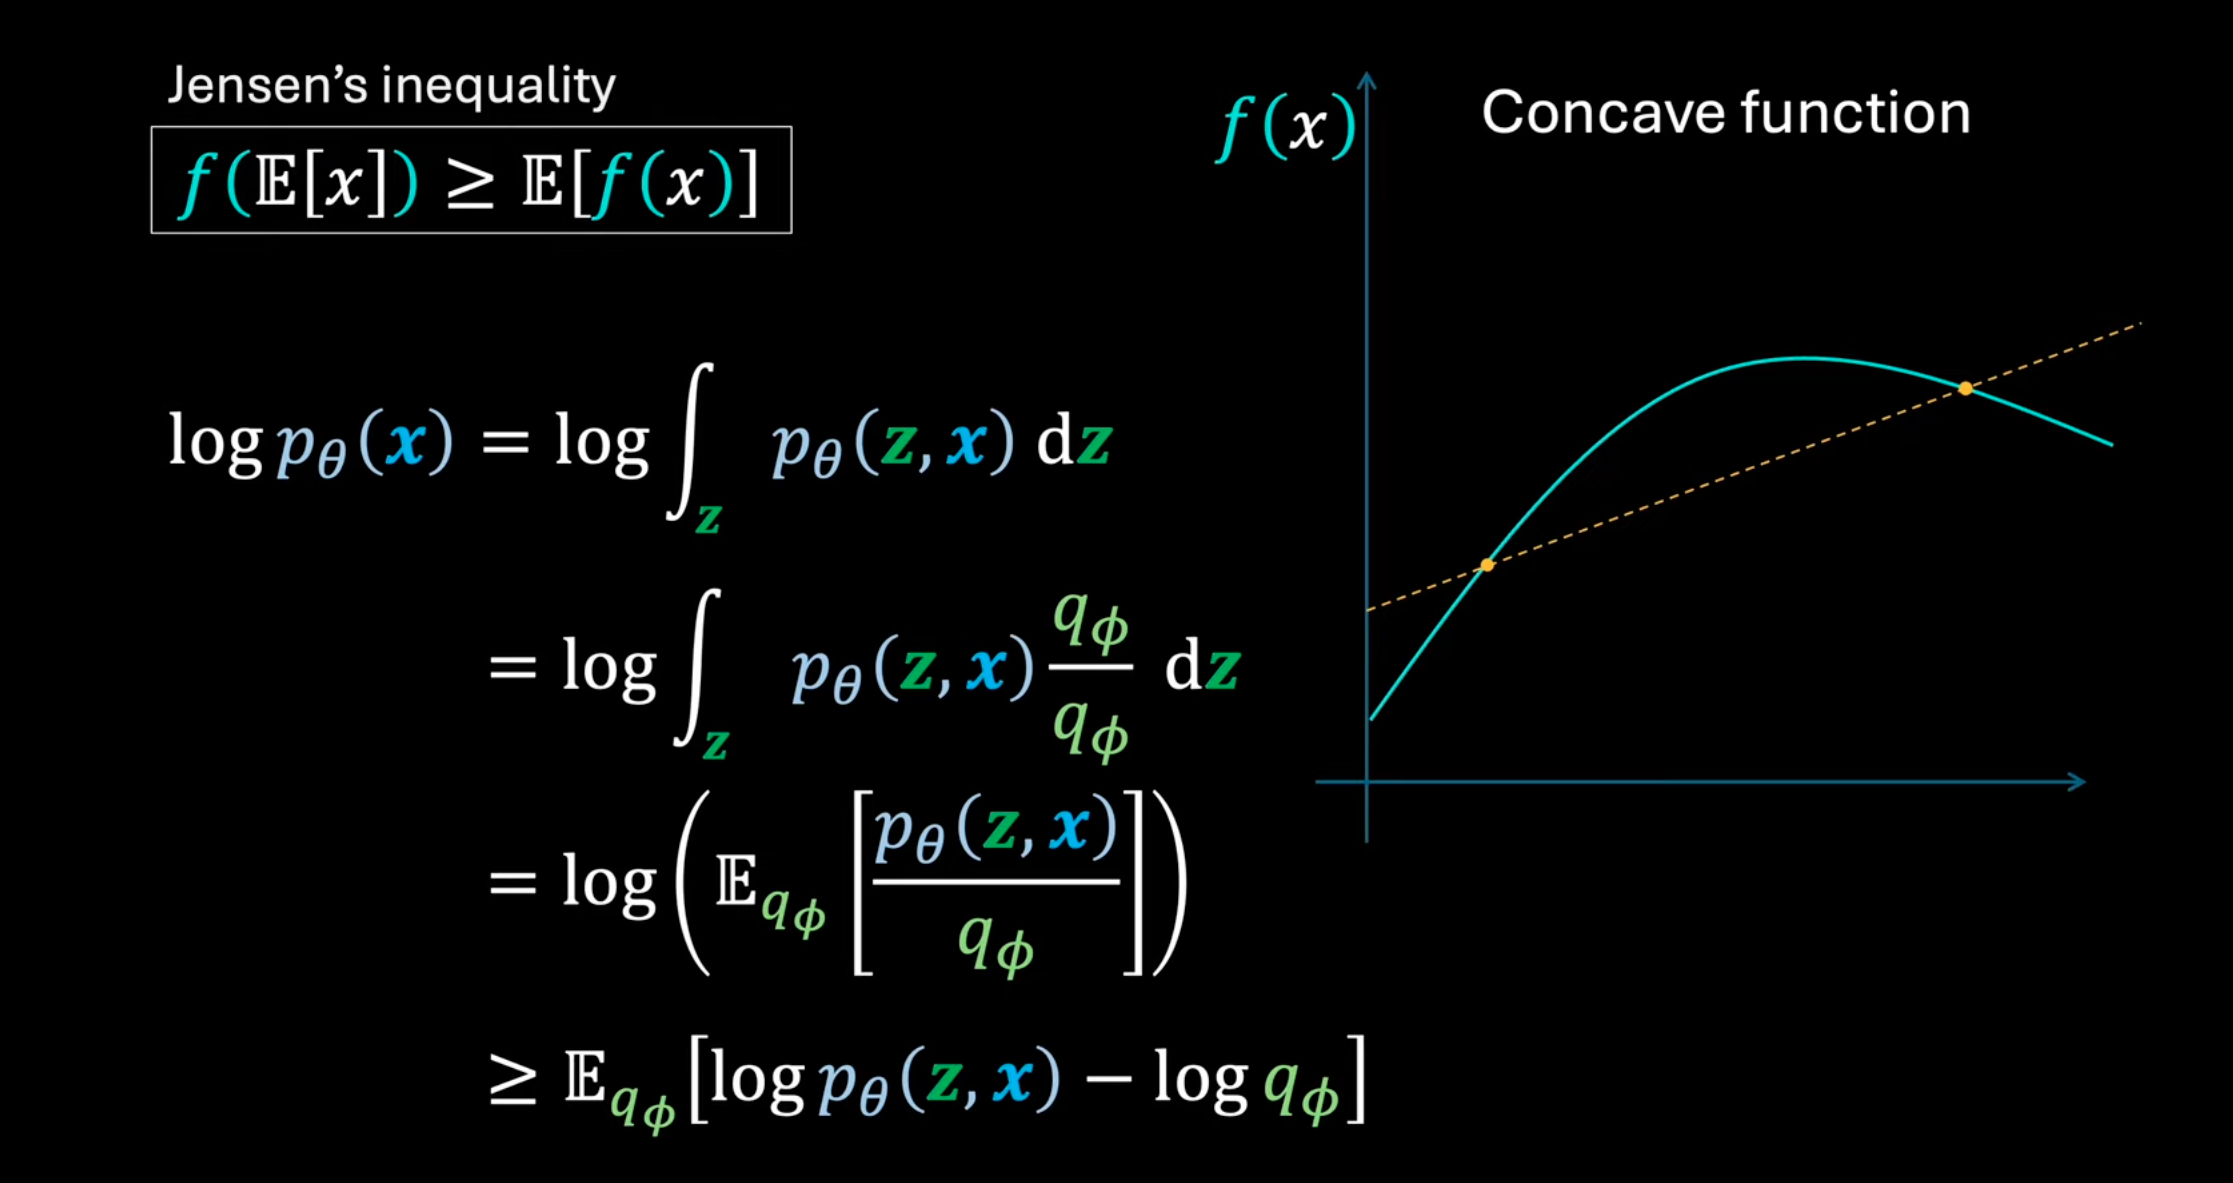 Jensen's inequality
f(𝔼[x]) ≥ 𝔼[f(x)]
log p_θ(x) = log ∫_z p_θ(z, x) dz
= log ∫_z p_θ(z, x) q_ϕ/q_ϕ dz
= log(𝔼_{q_ϕ}[p_θ(z, x)/q_ϕ])
≥ 𝔼_{q_ϕ}[log p_θ(z, x) − log q_ϕ]
f(x)
Concave function